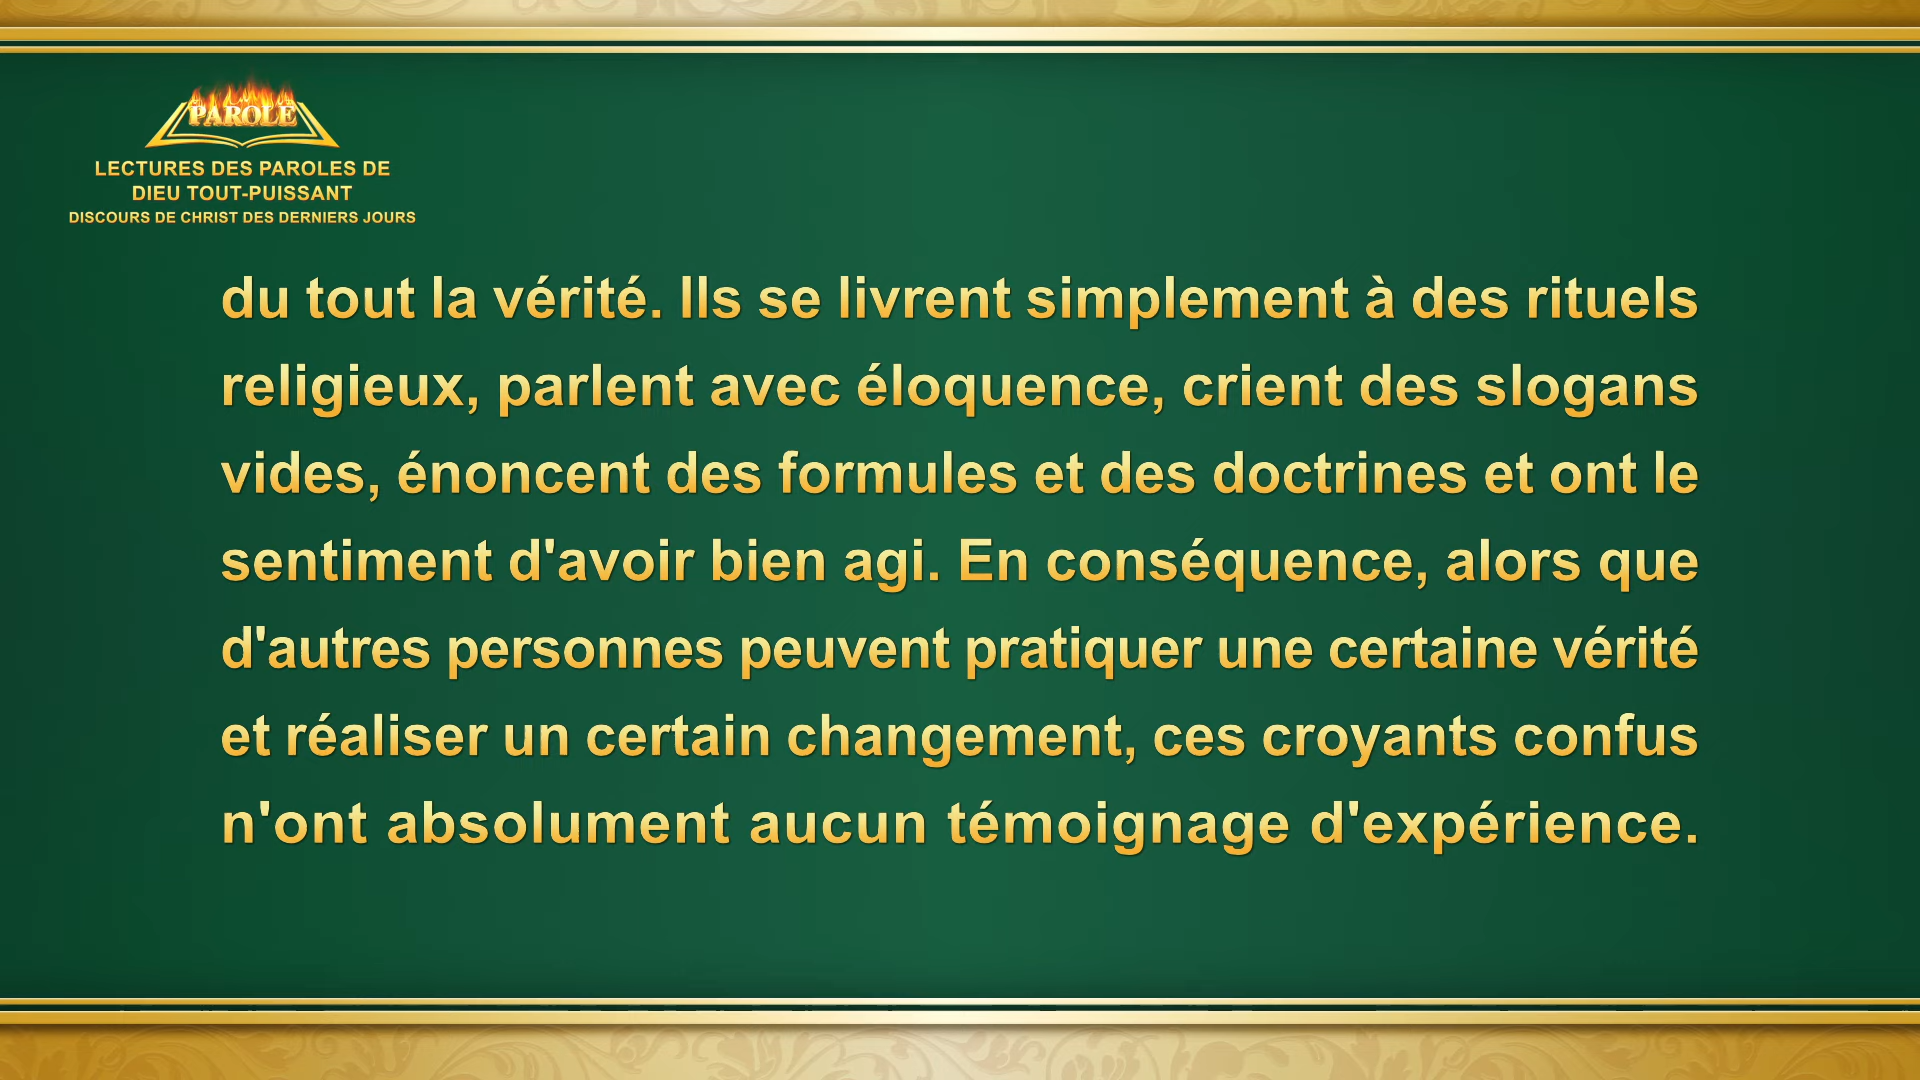 PAROLE
LECTURES DES PAROLES DE
DIEU TOUT-PUISSANT
DISCOURS DE CHRIST DES DERNIERS JOURS
du tout la vérité. Ils se livrent simplement à des rituels
religieux, parlent avec éloquence, crient des slogans
vides, énoncent des formules et des doctrines et ont le
sentiment d'avoir bien agi. En conséquence, alors que
d'autres personnes peuvent pratiquer une certaine vérité
et réaliser un certain changement, ces croyants confus
n'ont absolument aucun témoignage d'expérience.